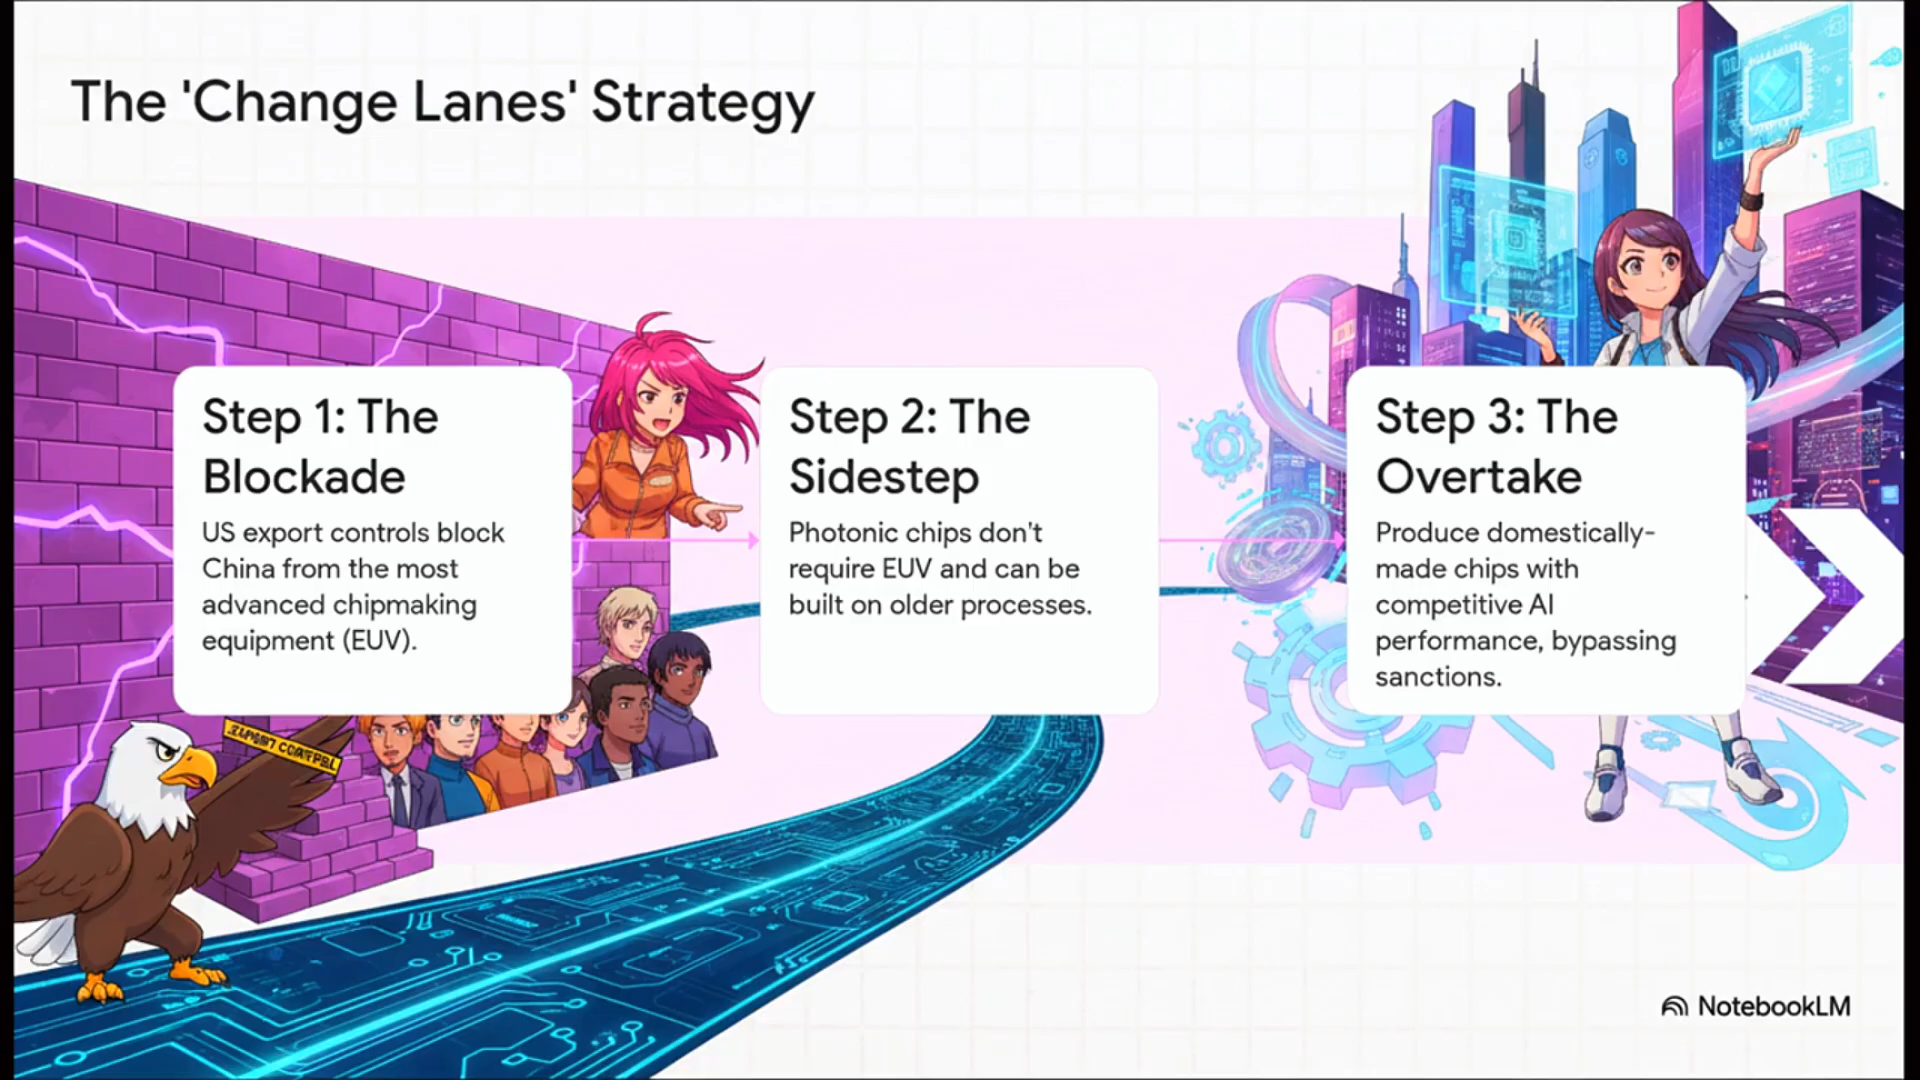 The 'Change Lanes' Strategy
Step 1: The
Blockade
US export controls block
China from the most
advanced chipmaking
equipment (EUV).
Step 2: The
Sidestep
Photonic chips don't
require EUV and can be
built on older processes.
Step 3: The
Overtake
Produce domestically-
made chips with
competitive AI
performance, bypassing
sanctions.
NotebookLM